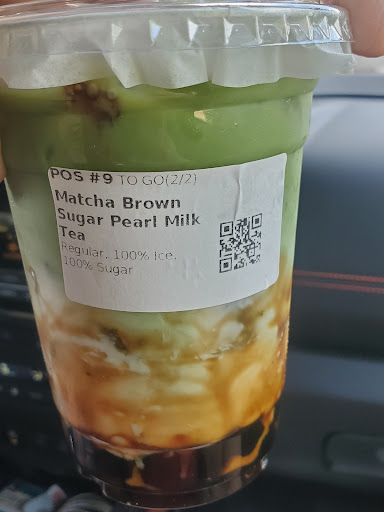 POS #9 TO GO(2/2)
Matcha Brown
Sugar Pearl Milk
Tea
Regular, 100% Ice,
100% Sugar